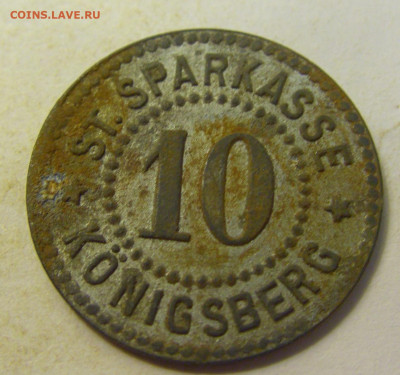 COINS.LAVE.RU
ST. SPARKASSE
10
KÖNIGSBERG